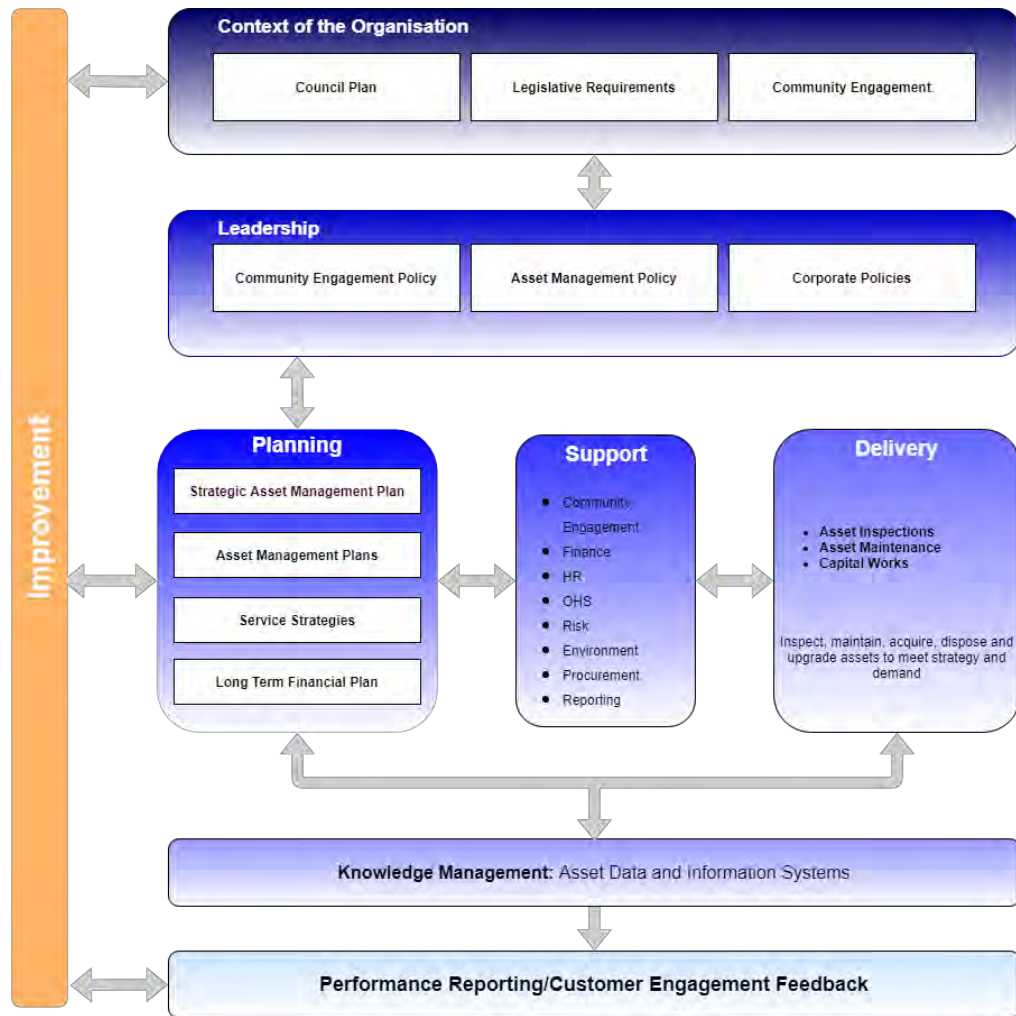 Improvement
Context of the Organisation
Council Plan
Legislative Requirements
Community Engagement
Leadership
Community Engagement Policy
Asset Management Policy
Corporate Policies
Planning
Strategic Asset Management Plan
Asset Management Plans
Service Strategies
Long Term Financial Plan
Support
• Community
Engagement
• Finance
• HR
• OHS
• Risk
• Environment
• Procurement
• Reporting
Delivery
• Asset Inspections
• Asset Maintenance
• Capital Works
Inspect, maintain, acquire, dispose and
upgrade assets to meet strategy and
demand
Knowledge Management: Asset Data and Information Systems
Performance Reporting/Customer Engagement Feedback